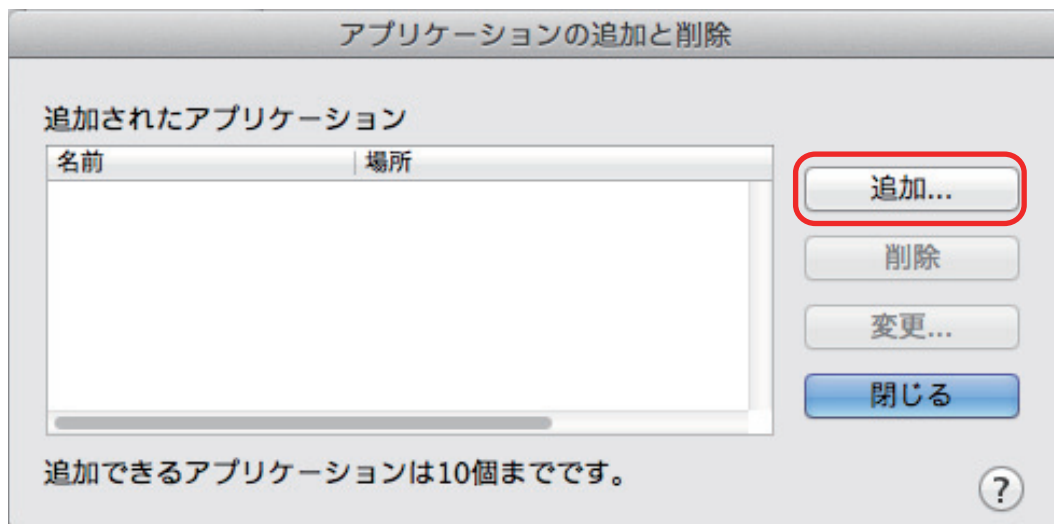 アプリケーションの追加と削除
追加されたアプリケーション
名前 場所
追加...
削除
変更...
閉じる
追加できるアプリケーションは10個までです。
?